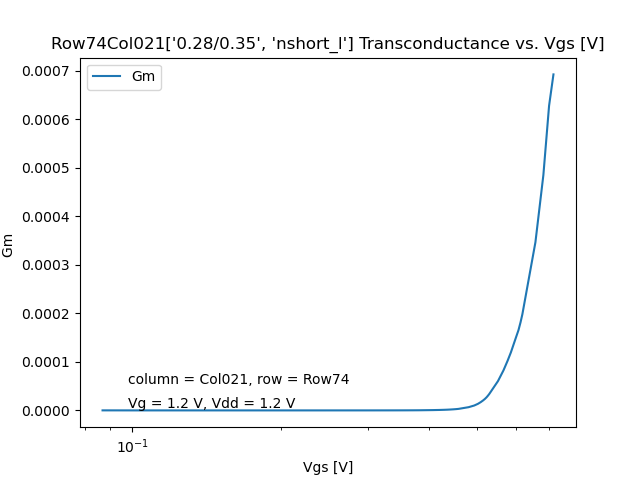 Row74Col021['0.28/0.35', 'nshort_l'] Transconductance vs. Vgs [V]
Gm
0.0007
0.0006
0.0005
0.0004
0.0003
0.0002
0.0001
0.0000
Gm
column = Col021, row = Row74
Vg = 1.2 V, Vdd = 1.2 V
10⁻¹
Vgs [V]